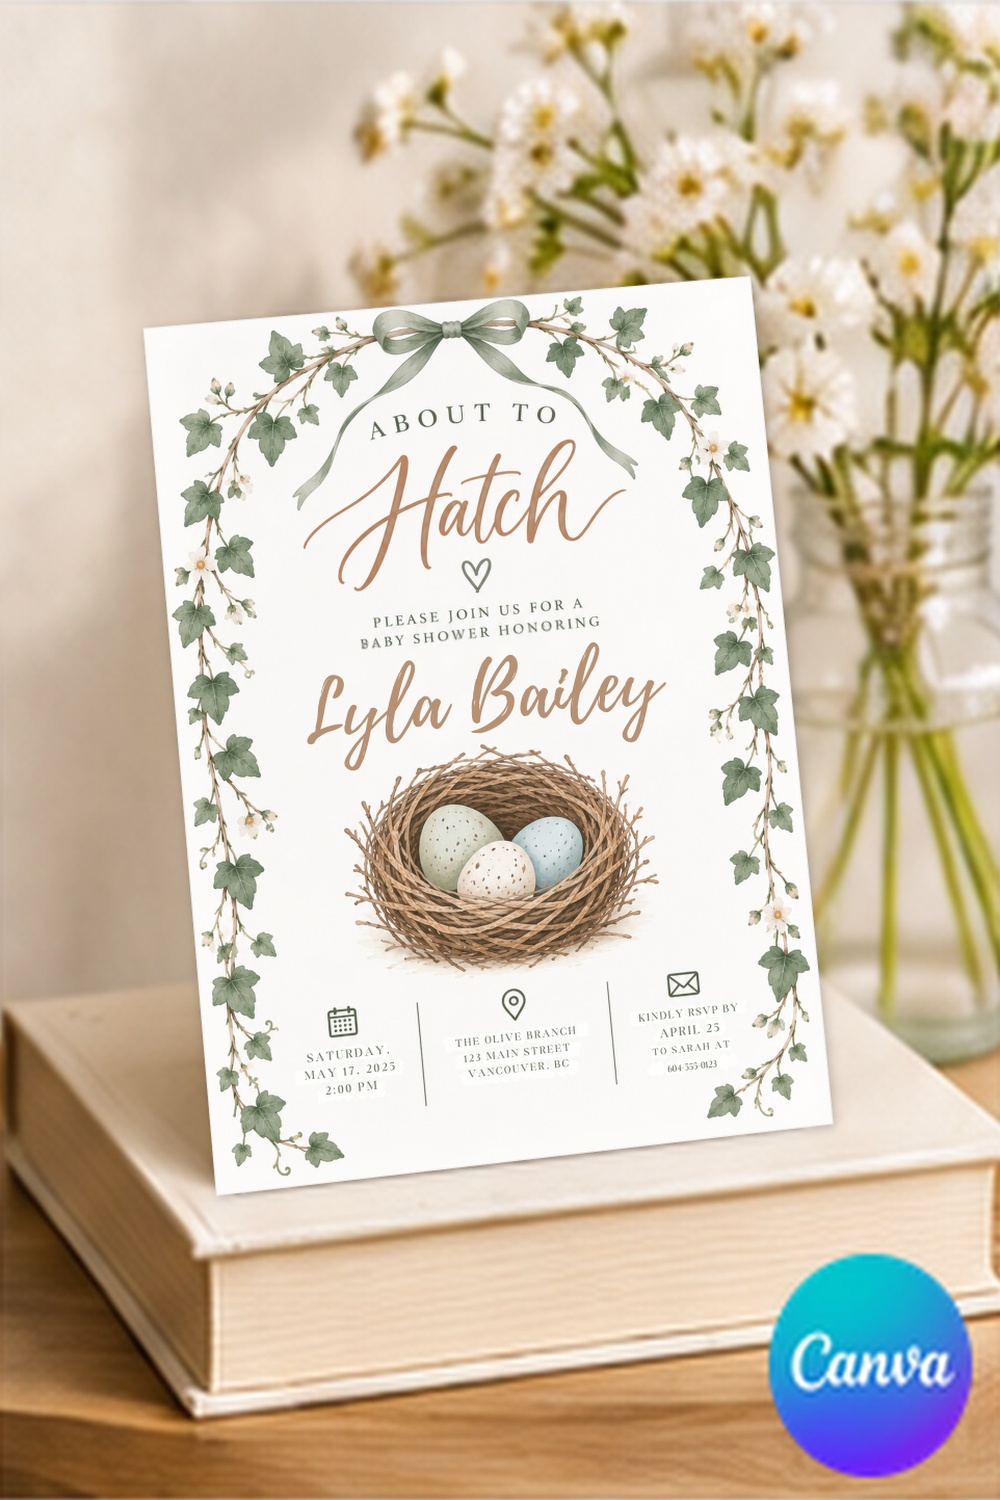 ABOUT TO
Hatch
PLEASE JOIN US FOR A
BABY SHOWER HONORING
Lyla Bailey
SATURDAY,
MAY 17, 2025
2:00 PM
THE OLIVE BRANCH
123 MAIN STREET
VANCOUVER, BC
KINDLY RSVP BY
APRIL 25
TO SARAH AT
604-555-0123
Canva